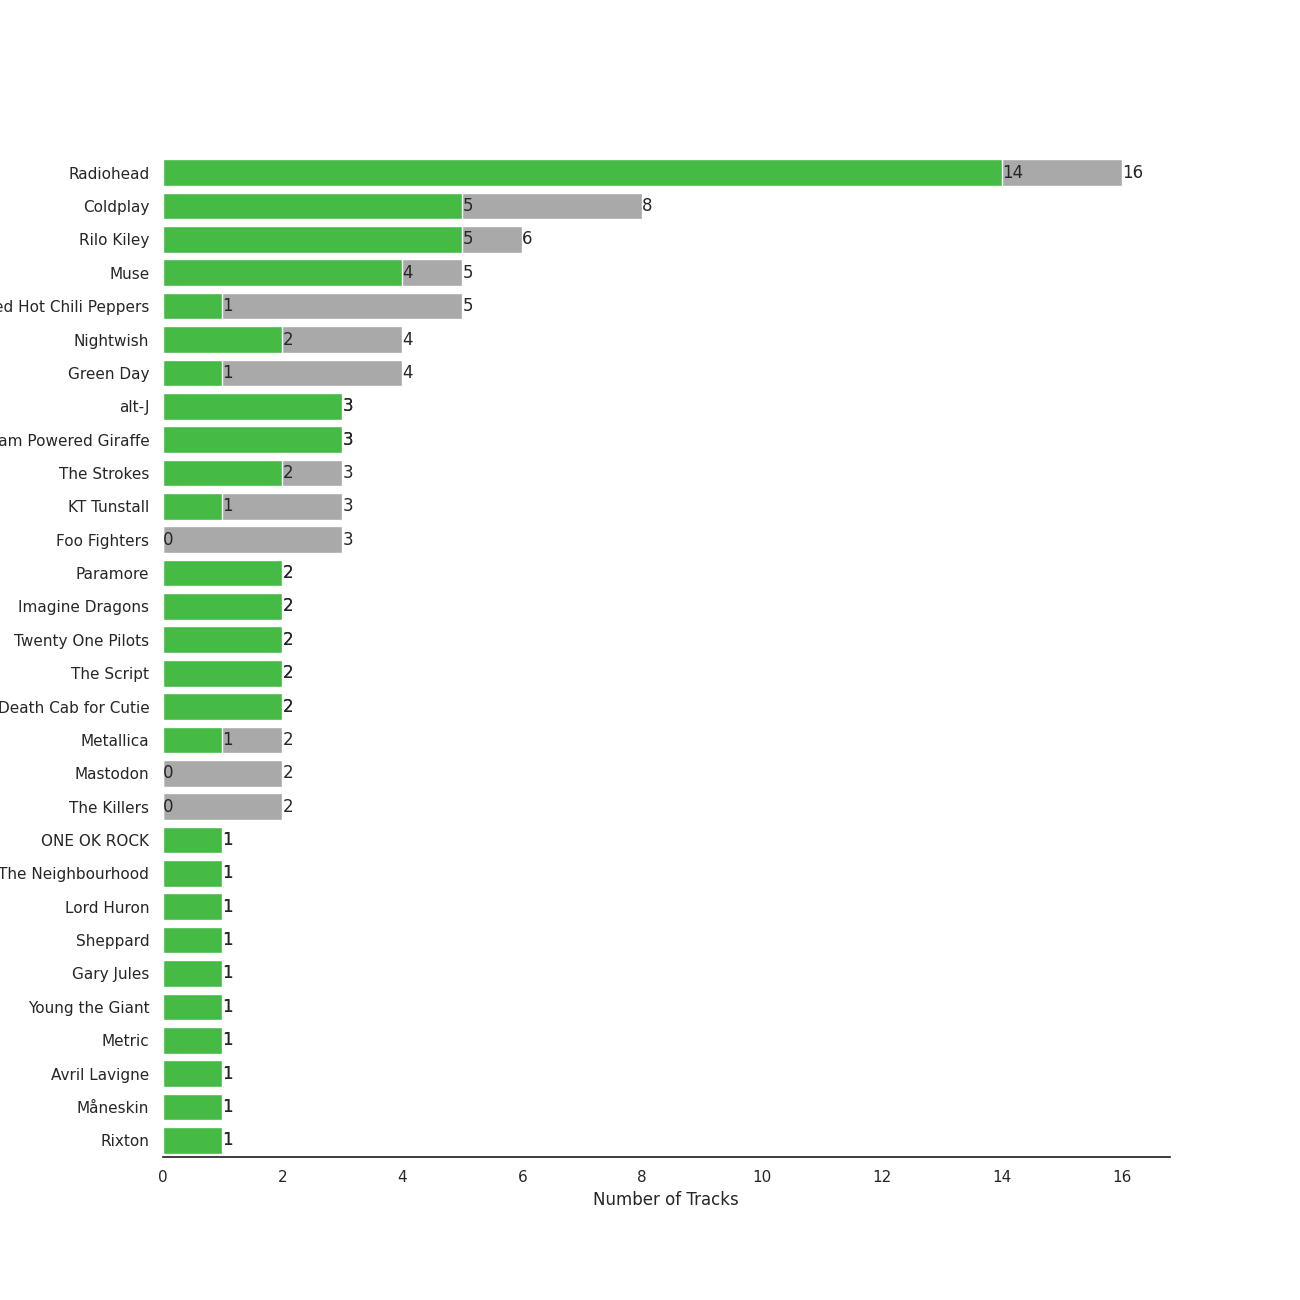 Radiohead 14 16
Coldplay 5 8
Rilo Kiley 5 6
Muse 4 5
ed Hot Chili Peppers 1 5
Nightwish 2 4
Green Day 1 4
alt-J 3
am Powered Giraffe 3
The Strokes 2 3
KT Tunstall 1 3
Foo Fighters 0 3
Paramore 2
Imagine Dragons 2
Twenty One Pilots 2
The Script 2
Death Cab for Cutie 2
Metallica 1 2
Mastodon 0 2
The Killers 0 2
ONE OK ROCK 1
The Neighbourhood 1
Lord Huron 1
Sheppard 1
Gary Jules 1
Young the Giant 1
Metric 1
Avril Lavigne 1
Måneskin 1
Rixton 1
0 2 4 6 8 10 12 14 16
Number of Tracks